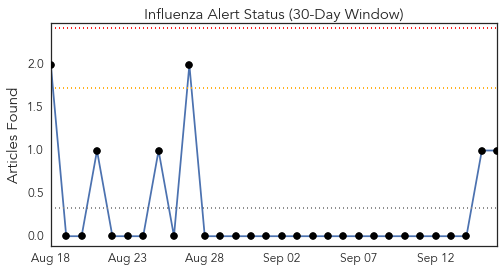 Influenza Alert Status (30-Day Window)
Articles Found
2.0
1.5
1.0
0.5
0.0
Aug 18 Aug 23 Aug 28 Sep 02 Sep 07 Sep 12